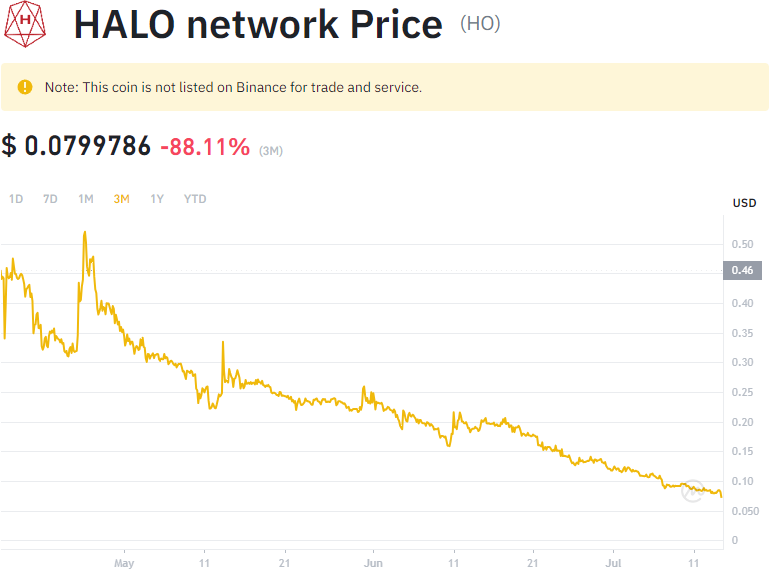 H
HALO network Price (HO)
Note: This coin is not listed on Binance for trade and service.
$ 0.0799786 -88.11% (3M)
1D 7D 1M 3M 1Y YTD
USD
0.50
0.46
0.40
0.35
0.30
0.25
0.20
0.15
0.10
0.050
0
May 11 21 Jun 11 21 Jul 11